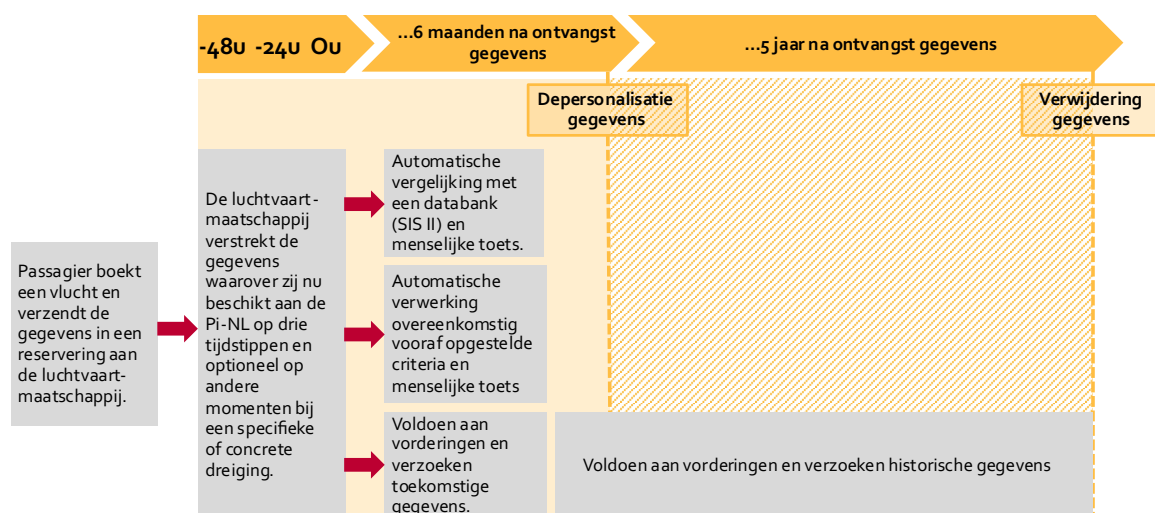 -48u -24u 0u
...6 maanden na ontvangst
gegevens
...5 jaar na ontvangst gegevens
Depersonalisatie
gegevens
Verwijdering
gegevens
Passagier boekt
een vlucht en
verzendt de
gegevens in een
reservering aan
de luchtvaart-
maatschappij.
De luchtvaart-
maatschappij
verstrekt de
gegevens
waarover zij nu
beschikt aan de
Pi-NL op drie
tijdstippen en
optioneel op
andere
momenten bij
een specifieke
of concrete
dreiging.
Automatische
vergelijking met
een databank
(SIS II) en
menselijke toets.
Automatische
verwerking
overeenkomstig
vooraf opgestelde
criteria en
menselijke toets
Voldoen aan
vorderingen en
verzoeken
toekomstige
gegevens.
Voldoen aan vorderingen en verzoeken historische gegevens